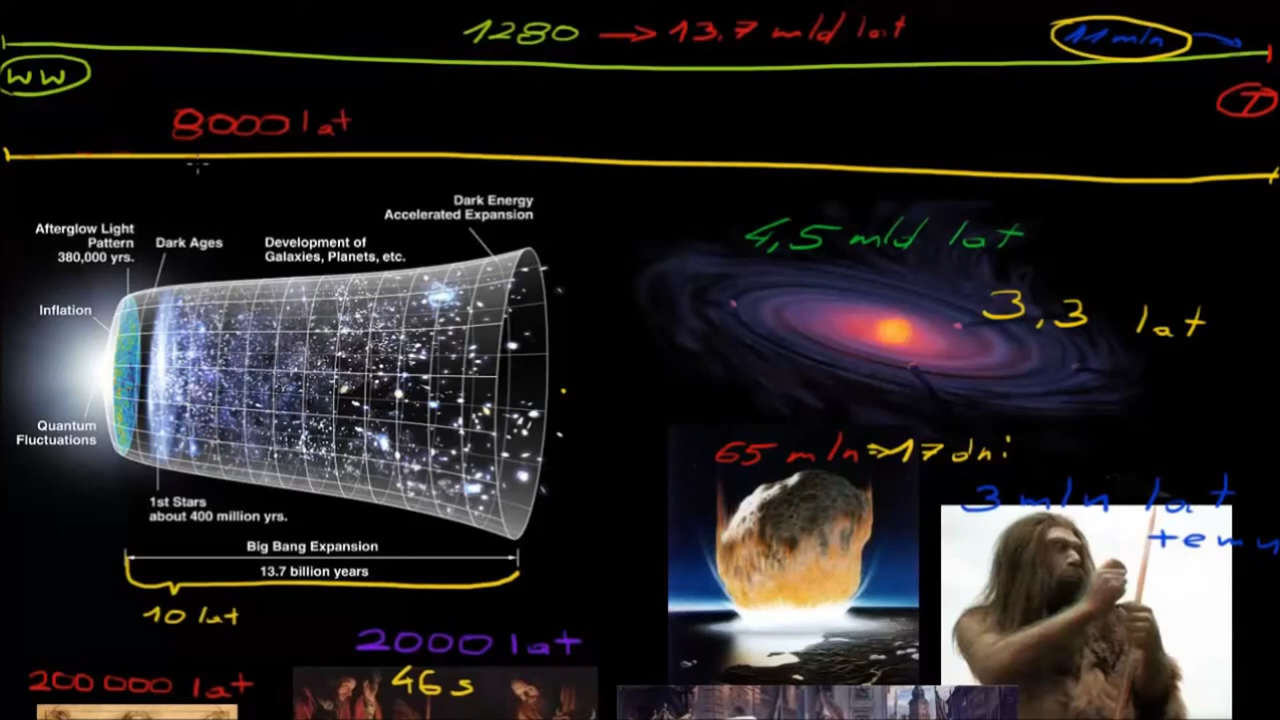 1280 → 13.7 mld lat
11 mln
WW
T
8000 lat
Dark Energy
Accelerated Expansion
Afterglow Light
Pattern
380,000 yrs.
Dark Ages
Development of
Galaxies, Planets, etc.
Inflation
Quantum
Fluctuations
1st Stars
about 400 million yrs.
Big Bang Expansion
13.7 billion years
10 lat
4,5 mld lat
3,3 lat
65 mln => 17 dni
3 mln lat
temu
2000 lat
46 s
200 000 lat